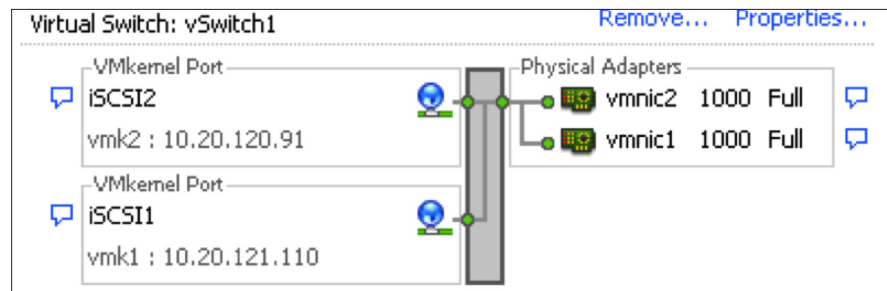 Virtual Switch: vSwitch1 Remove... Properties...
VMkernel Port
iSCSI2
vmk2 : 10.20.120.91
Physical Adapters
vmnic2 1000 Full
vmnic1 1000 Full
VMkernel Port
iSCSI1
vmk1 : 10.20.121.110